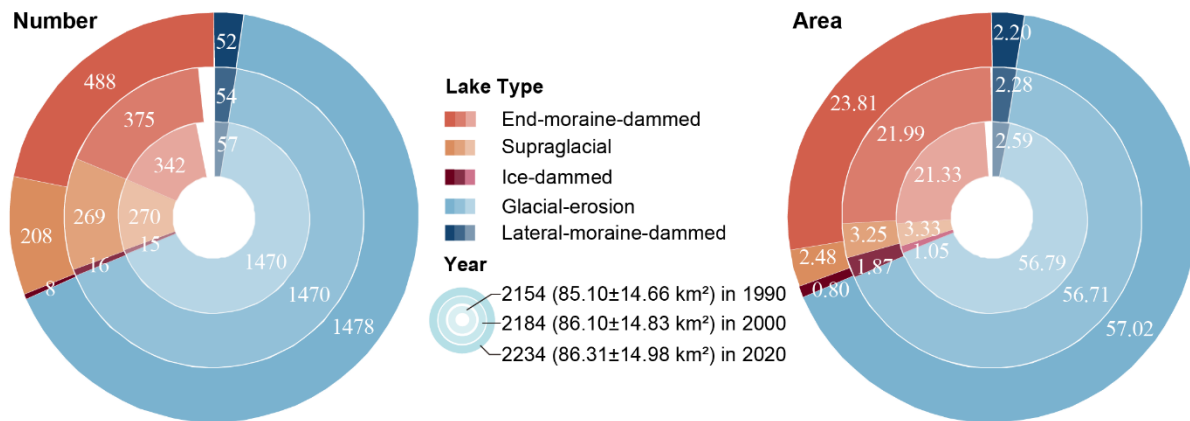 Number
52
54
57
488
375
342
208
269
270
8
16
15
1470
1470
1478
Lake Type
End-moraine-dammed
Supraglacial
Ice-dammed
Glacial-erosion
Lateral-moraine-dammed
Year
2154 (85.10±14.66 km²) in 1990
2184 (86.10±14.83 km²) in 2000
2234 (86.31±14.98 km²) in 2020
Area
2.20
2.28
2.59
23.81
21.99
21.33
2.48
3.25
3.33
0.80
1.87
1.05
56.79
56.71
57.02